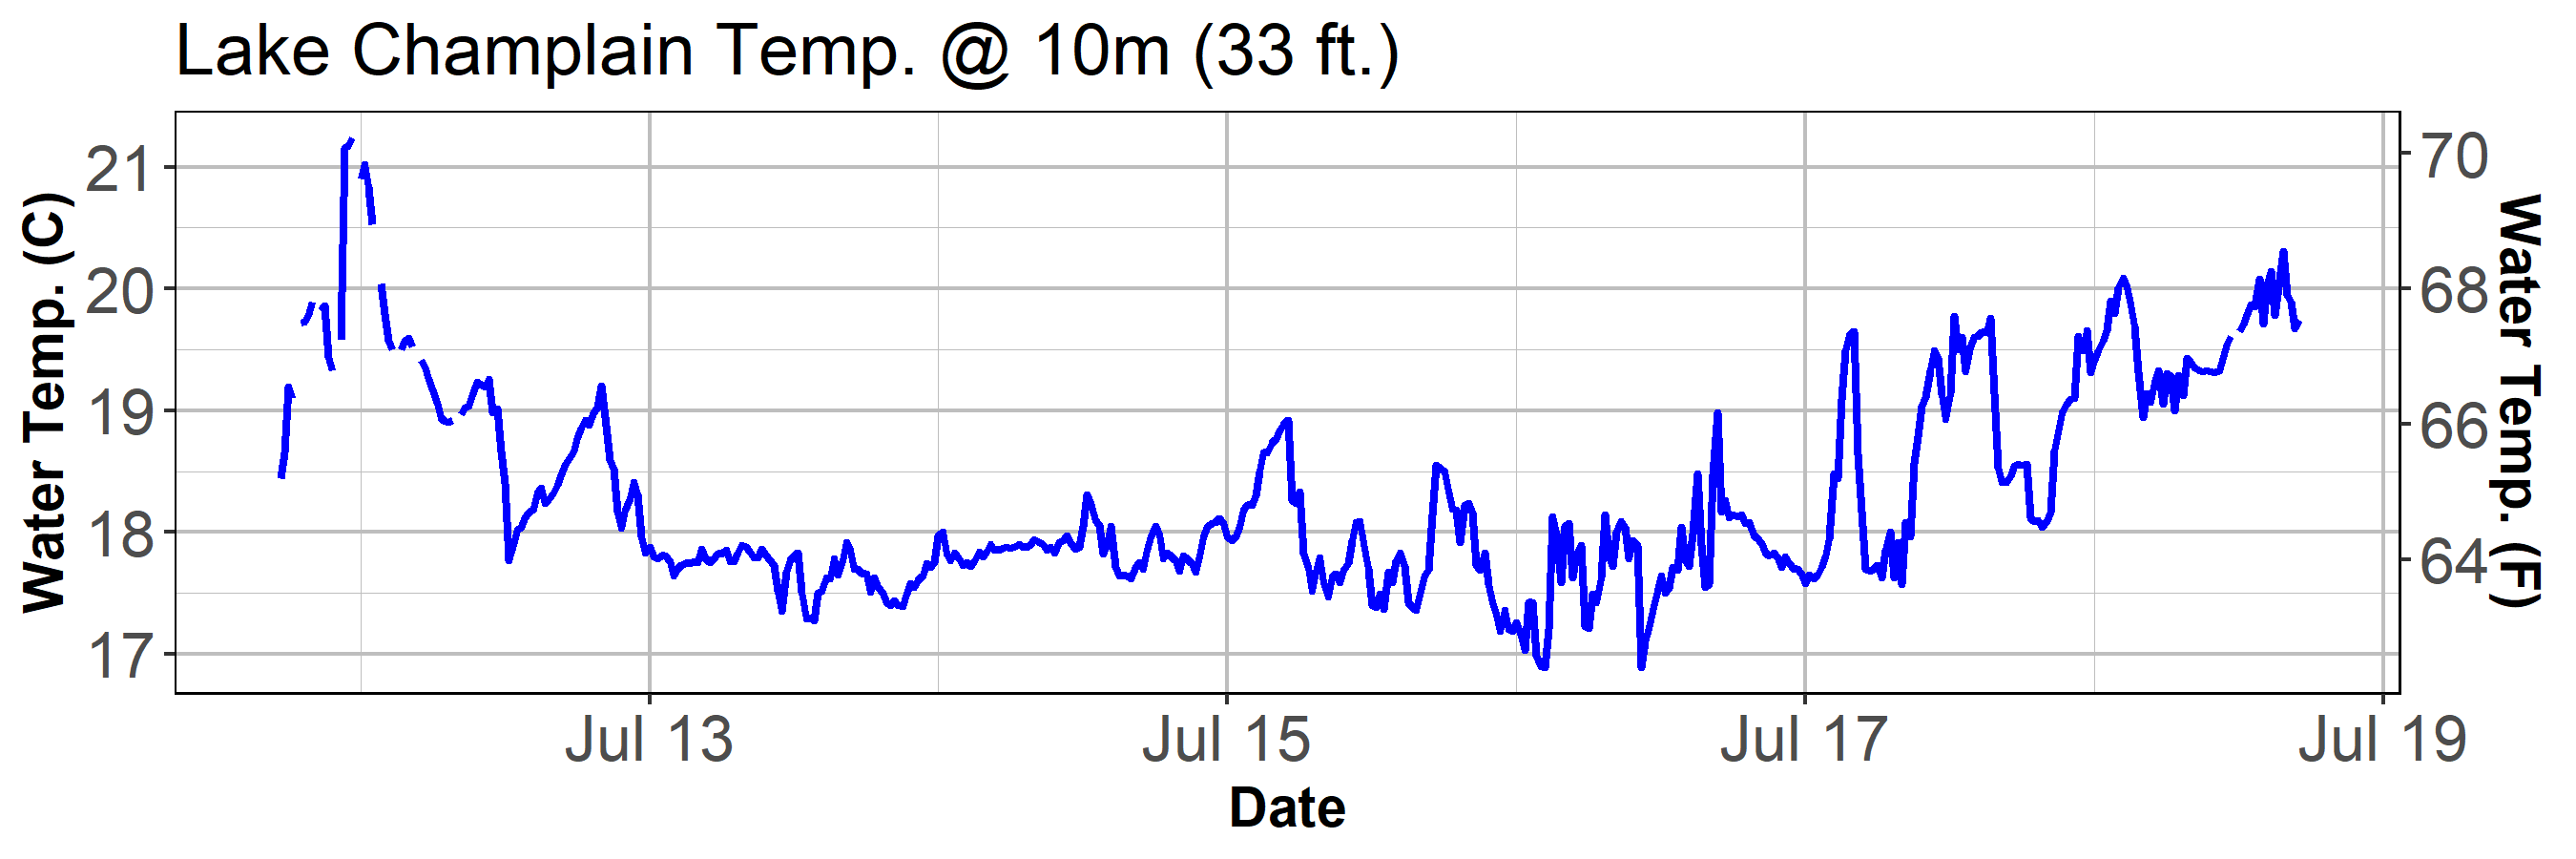 Lake Champlain Temp. @ 10m (33 ft.)
Water Temp. (C)
21
20
19
18
17
70
68
66
64
Water Temp. (F)
Jul 13 Jul 15 Jul 17 Jul 19
Date